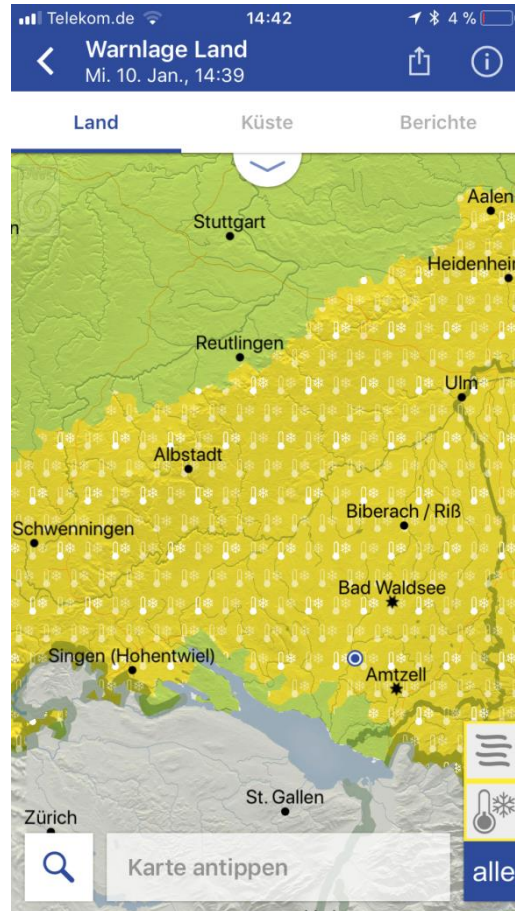 Telekom.de 14:42 4 %
Warnlage Land
Mi. 10. Jan., 14:39
Land Küste Berichte
Aalen
Stuttgart
Heidenheir
Reutlingen
Ulm
Albstadt
Biberach / Riß
Schwenningen
Bad Waldsee
Singen (Hohentwiel)
Amtzell
St. Gallen
Zürich
Karte antippen
alle